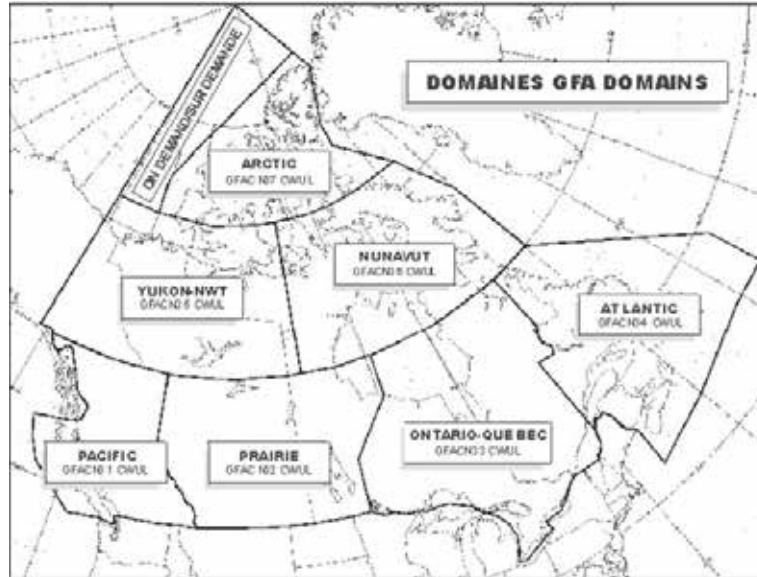 DOMAINES GFA DOMAINS
ON DEMAND/SUR DEMANDE
ARCTIC
GFACN37 CWUL
NUNAVUT
GFACN36 CWUL
YUKON-NWT
GFACN35 CWUL
ATLANTIC
GFACN34 CWUL
PACIFIC
GFACN31 CWUL
PRAIRIE
GFACN32 CWUL
ONTARIO-QUEBEC
GFACN33 CWUL